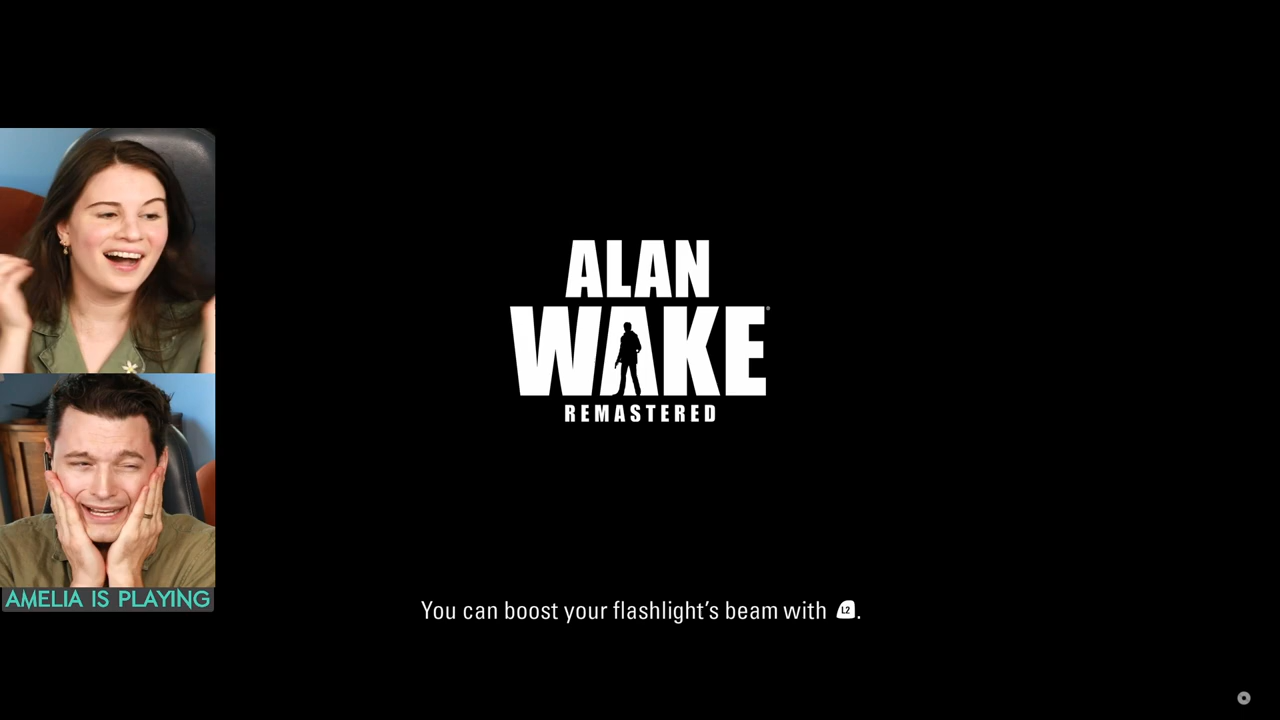 ALAN
WAKE
REMASTERED
AMELIA IS PLAYING
You can boost your flashlight's beam with L2.